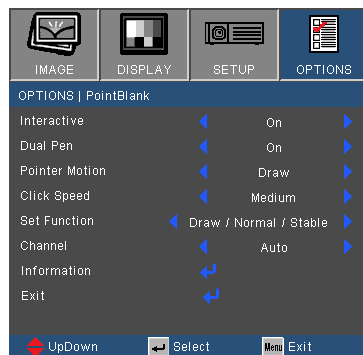 IMAGE DISPLAY SETUP OPTIONS
OPTIONS | PointBlank
Interactive On
Dual Pen On
Pointer Motion Draw
Click Speed Medium
Set Function Draw / Normal / Stable
Channel Auto
Information
Exit
UpDown Select Menu Exit